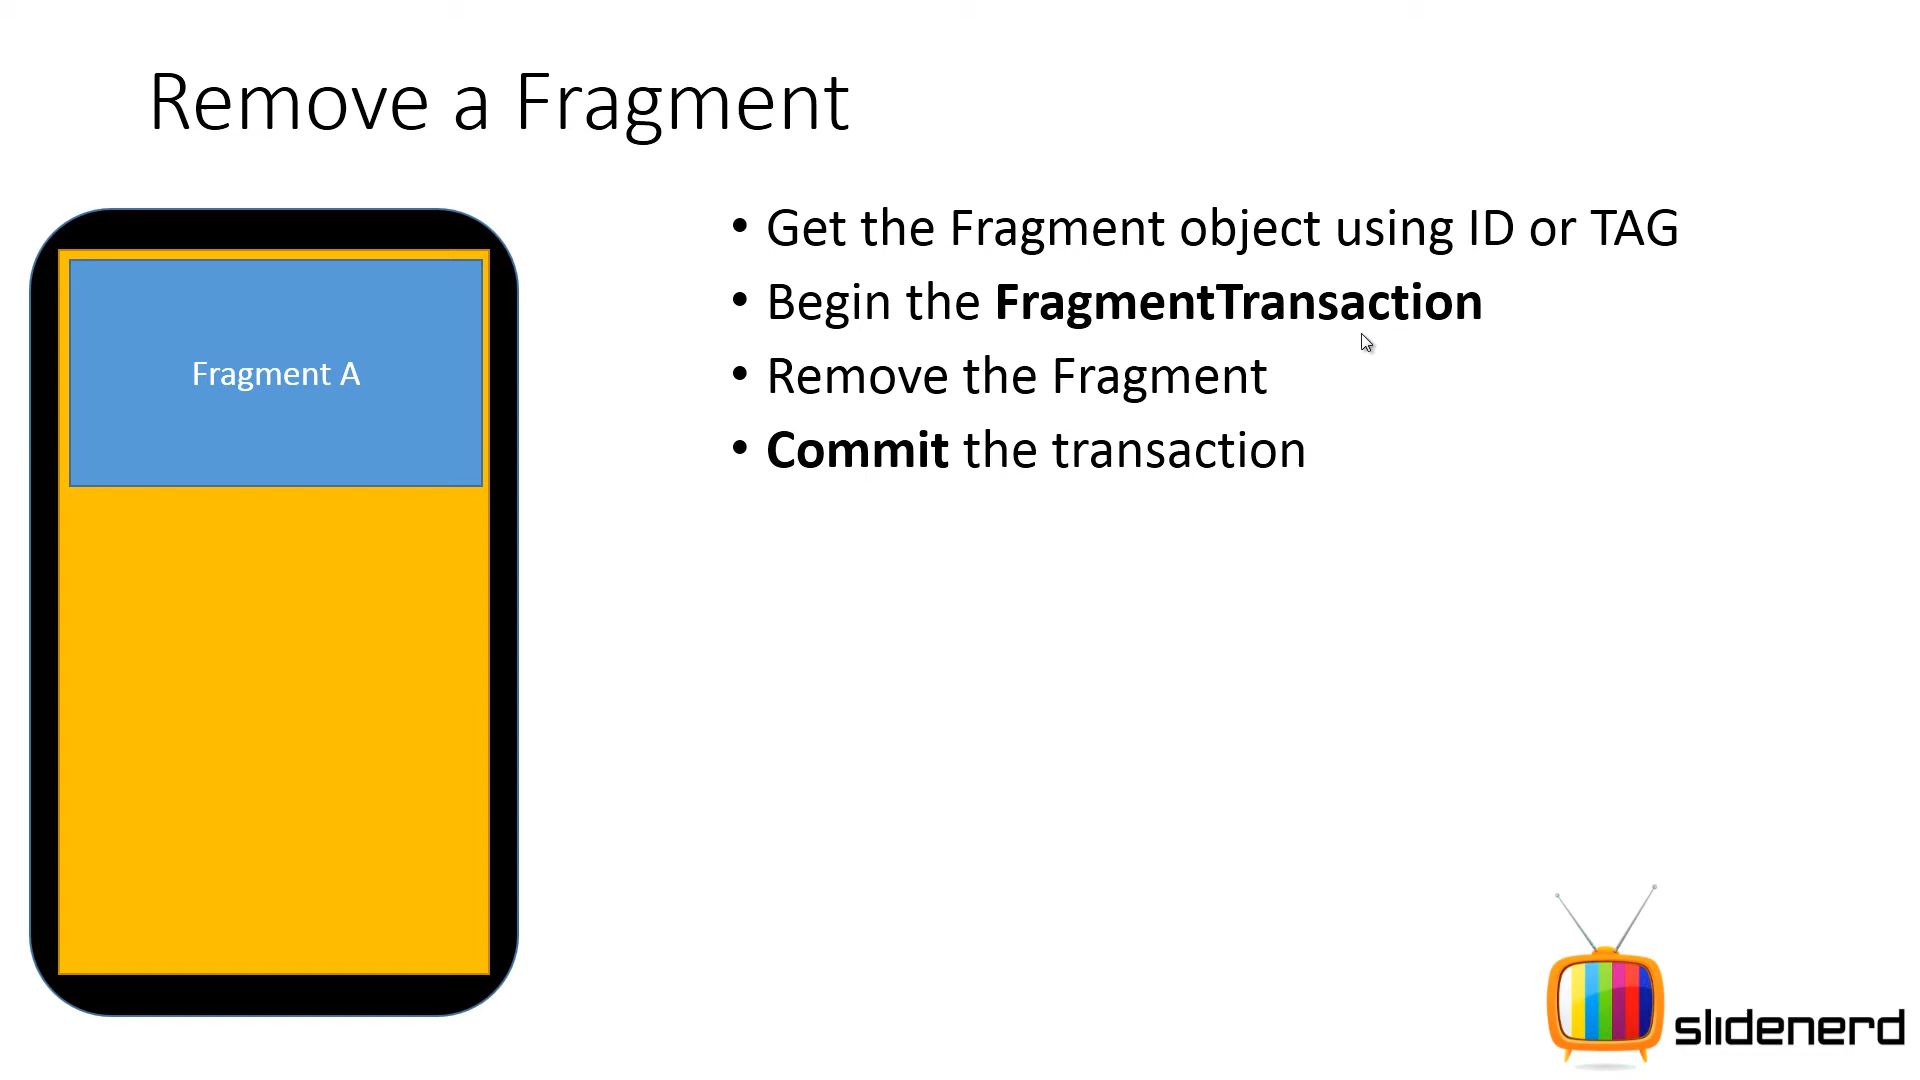 Remove a Fragment
Fragment A
• Get the Fragment object using ID or TAG
• Begin the FragmentTransaction
• Remove the Fragment
• Commit the transaction
slidenerd